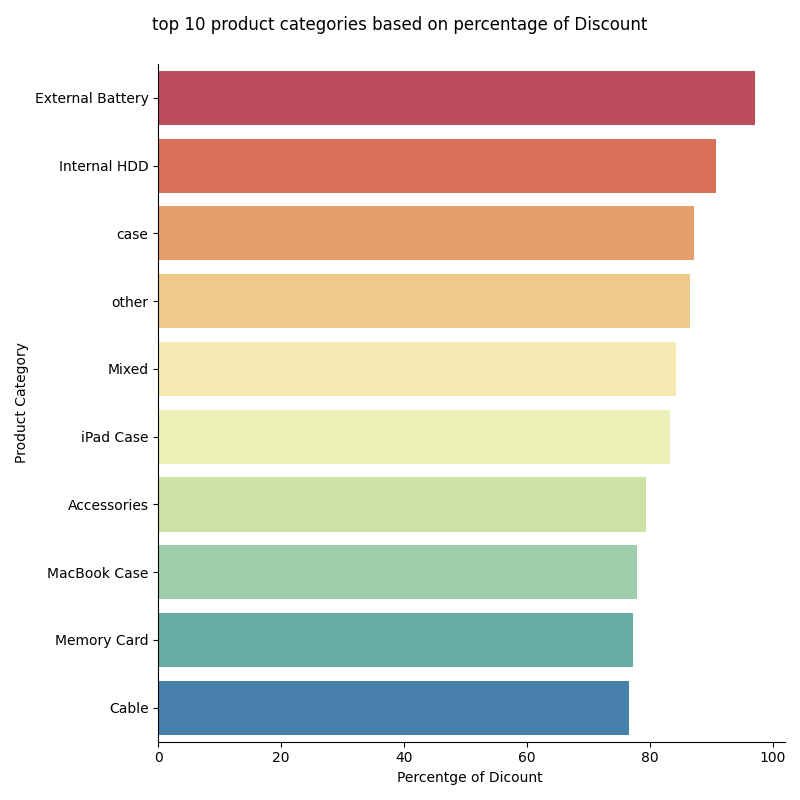 top 10 product categories based on percentage of Discount
Product Category
External Battery
Internal HDD
case
other
Mixed
iPad Case
Accessories
MacBook Case
Memory Card
Cable
0 20 40 60 80 100
Percentge of Dicount